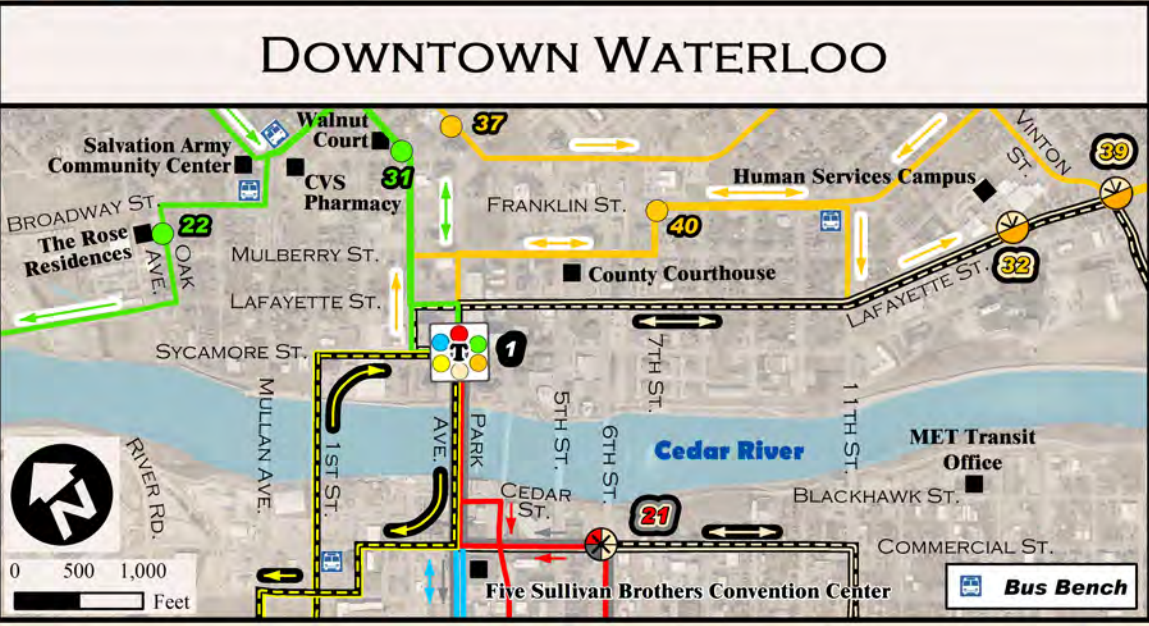 DOWNTOWN WATERLOO
Walnut
Court
37
Salvation Army
Community Center
CVS
Pharmacy
31
VINTON
ST.
39
Human Services Campus
BROADWAY ST.
FRANKLIN ST.
The Rose
Residences
22
OAK
AVE.
40
32
MULBERRY ST.
County Courthouse
LAFAYETTE ST.
LAFAYETTE ST.
SYCAMORE ST.
T
1
7TH ST.
MULLAN AVE.
1ST ST.
PARK
AVE.
5TH ST.
6TH ST.
11TH ST.
RIVER RD.
Cedar River
MET Transit
Office
CEDAR
ST.
BLACKHAWK ST.
21
COMMERCIAL ST.
N
0 500 1,000
Feet
Five Sullivan Brothers Convention Center
Bus Bench